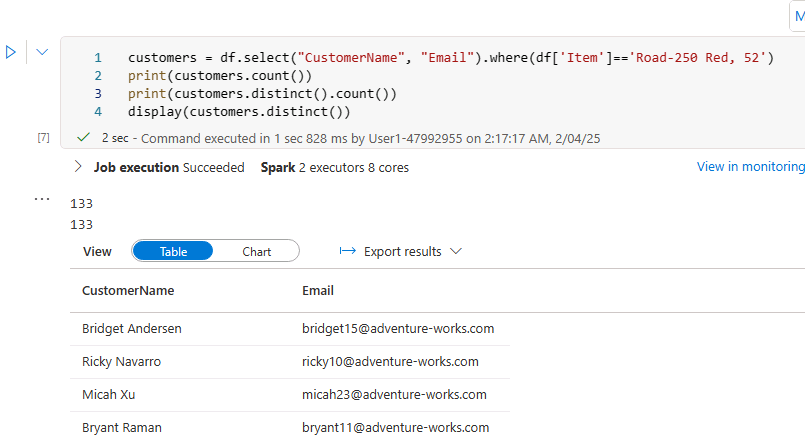 M
1 customers = df.select("CustomerName", "Email").where(df['Item']=='Road-250 Red, 52')
2 print(customers.count())
3 print(customers.distinct().count())
4 display(customers.distinct())
[7] 2 sec - Command executed in 1 sec 828 ms by User1-47992955 on 2:17:17 AM, 2/04/25
Job execution Succeeded Spark 2 executors 8 cores View in monitoring
...
133
133
View Table Chart Export results
CustomerName Email
Bridget Andersen bridget15@adventure-works.com
Ricky Navarro ricky10@adventure-works.com
Micah Xu micah23@adventure-works.com
Bryant Raman bryant11@adventure-works.com